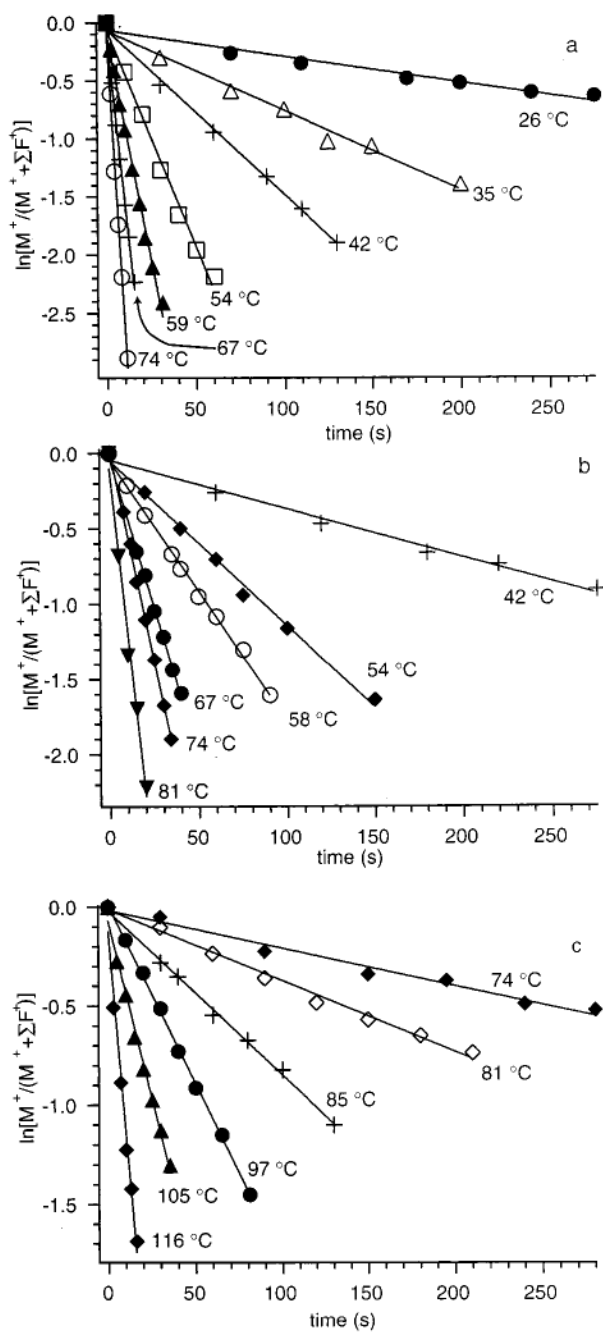 a
0.0
-0.5
-1.0
-1.5
-2.0
-2.5
ln[M⁺/(M⁺+ΣF⁺)]
26 °C
35 °C
42 °C
54 °C
59 °C
67 °C
74 °C
0 50 100 150 200 250
time (s)
b
0.0
-0.5
-1.0
-1.5
-2.0
ln[M⁺/(M⁺+ΣF⁺)]
42 °C
54 °C
58 °C
67 °C
74 °C
81 °C
0 50 100 150 200 250
time (s)
c
0.0
-0.5
-1.0
-1.5
ln[M⁺/(M⁺+ΣF⁺)]
74 °C
81 °C
85 °C
97 °C
105 °C
116 °C
0 50 100 150 200 250
time (s)